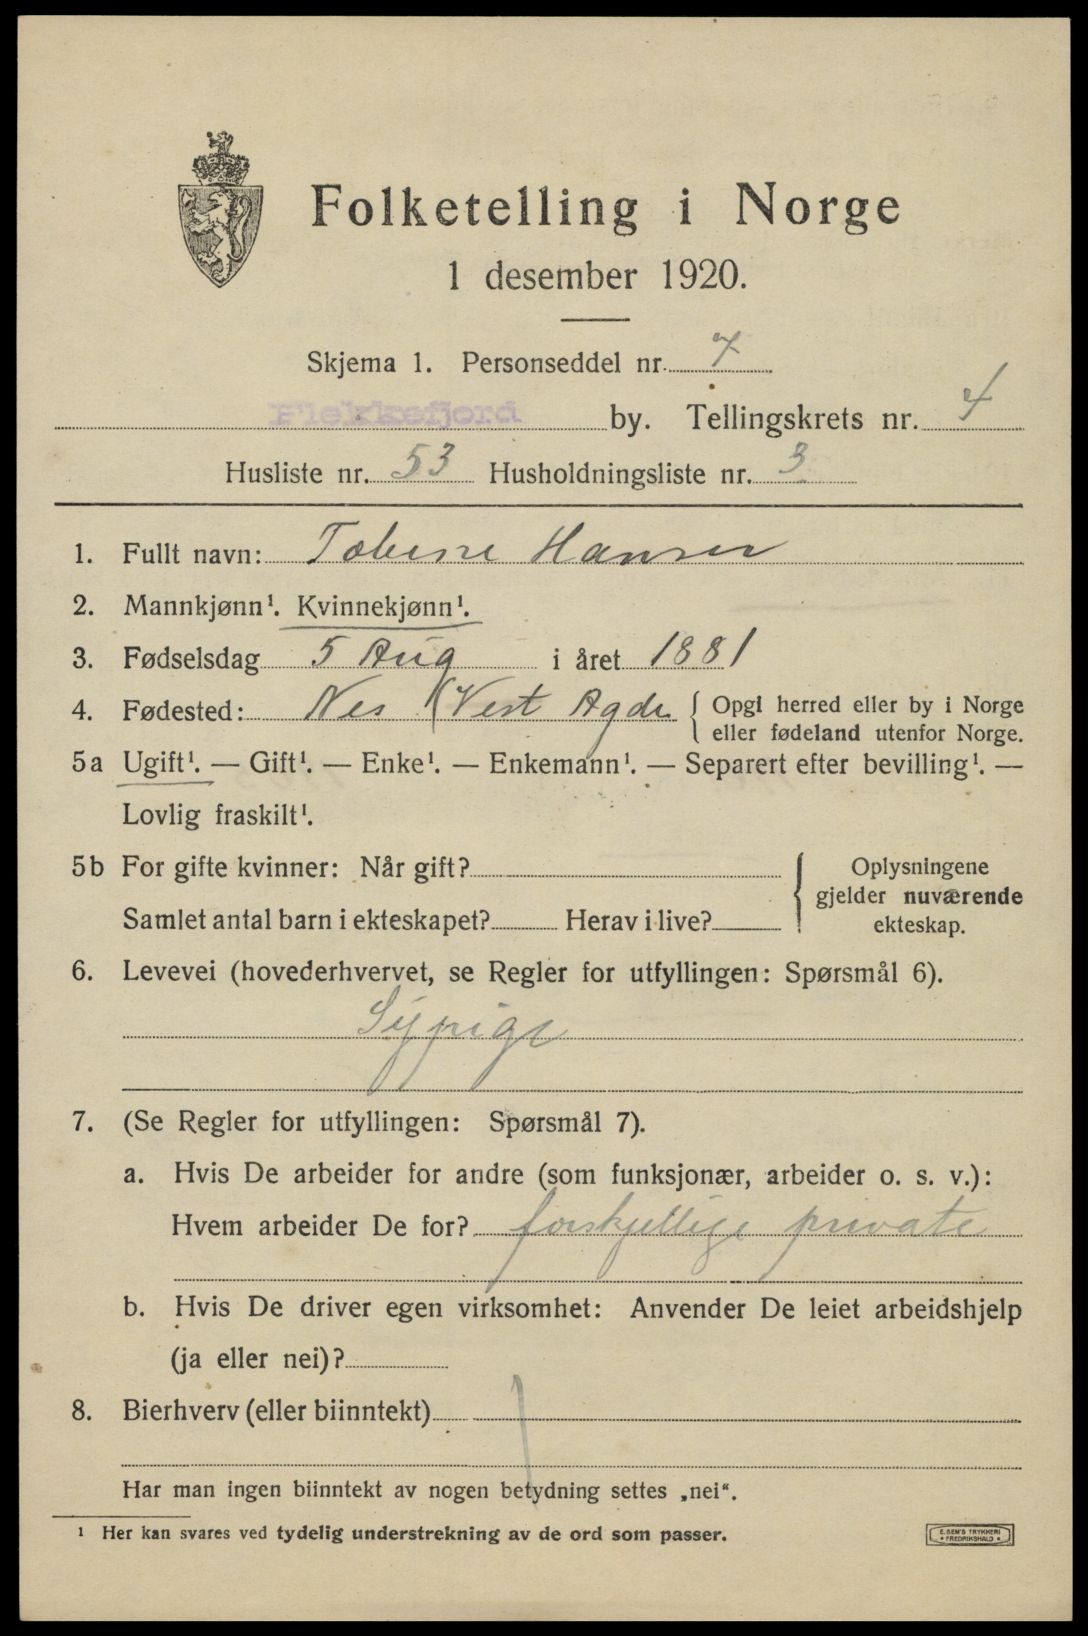 Folketelling i Norge
1 desember 1920.
Skjema 1. Personseddel nr. 7
Flekkefjord by. Tellingskrets nr. 4
Husliste nr. 53 Husholdningsliste nr. 3
1. Fullt navn: Tobine Hansen
2. Mannkjønn¹. Kvinnekjønn¹.
3. Fødselsdag 5 Aug i året 1881
4. Fødested: Nes (Vest Agder { Opgi herred eller by i Norge
eller fødeland utenfor Norge.
5a Ugift¹. — Gift¹. — Enke¹. — Enkemann¹. — Separert efter bevilling¹. —
Lovlig fraskilt¹.
5b For gifte kvinner: Når gift? { Oplysningene
gjelder nuværende
Samlet antal barn i ekteskapet? Herav i live? ekteskap.
6. Levevei (hovederhvervet, se Regler for utfyllingen: Spørsmål 6).
Sypige
7. (Se Regler for utfyllingen: Spørsmål 7).
a. Hvis De arbeider for andre (som funksjonær, arbeider o. s. v.):
Hvem arbeider De for? forskjellige private
b. Hvis De driver egen virksomhet: Anvender De leiet arbeidshjelp
(ja eller nei)?
8. Bierhverv (eller biinntekt)
Har man ingen biinntekt av nogen betydning settes „nei“.
¹ Her kan svares ved tydelig understrekning av de ord som passer.
E. SEM'S TRYKKERI
* FREDRIKSHALD *